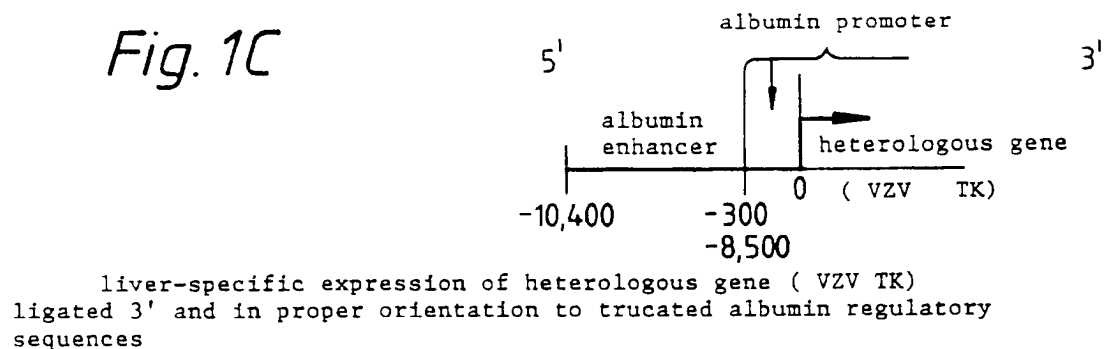 Fig. 1C
albumin promoter
5'
3'
albumin
enhancer
heterologous gene
0
( VZV TK)
-10,400
-300
-8,500
liver-specific expression of heterologous gene ( VZV TK)
ligated 3' and in proper orientation to trucated albumin regulatory
sequences